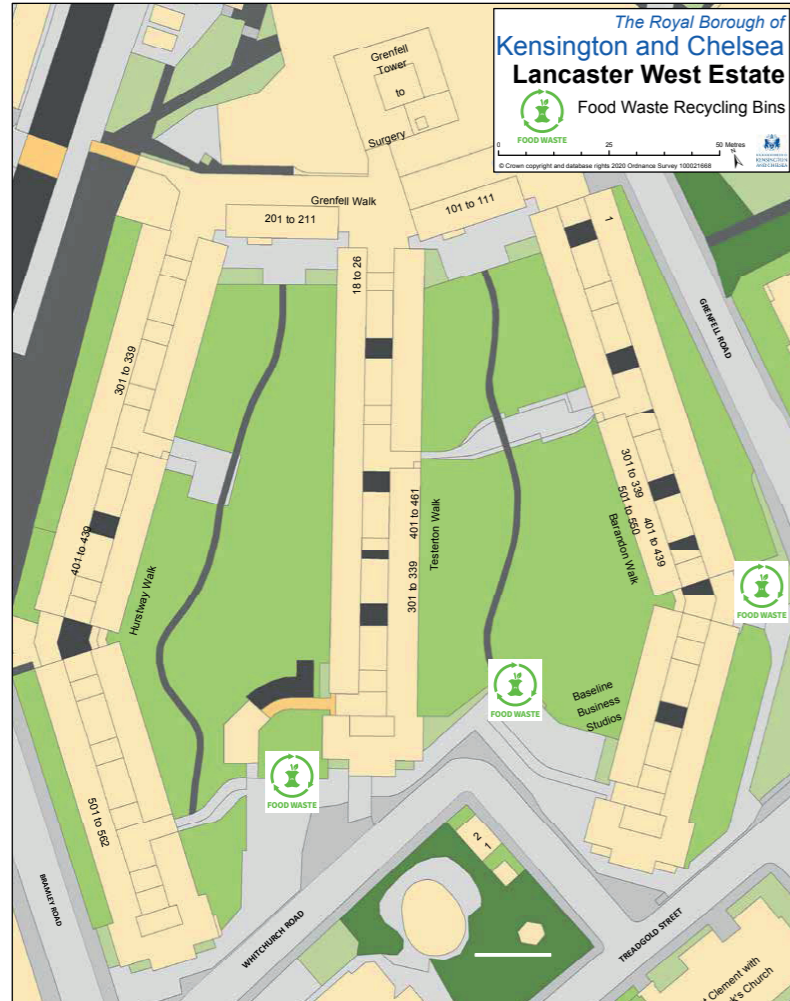 The Royal Borough of
Kensington and Chelsea
Lancaster West Estate
FOOD WASTE
Food Waste Recycling Bins
0 25 50 Metres
N
© Crown copyright and database rights 2020 Ordnance Survey 100021668
KENSINGTON
AND CHELSEA
Grenfell
Tower
to
Surgery
Grenfell Walk
201 to 211
101 to 111
18 to 26
1
GRENFELL ROAD
301 to 339
401 to 439
Hurstway Walk
501 to 562
BRAMLEY ROAD
401 to 461
301 to 339
Testerton Walk
301 to 339
501 to 550
401 to 439
Barandon Walk
FOOD WASTE
FOOD WASTE
FOOD WASTE
Baseline
Business
Studios
2
1
WHITCHURCH ROAD
TREADGOLD STREET
Clement with
k's Church